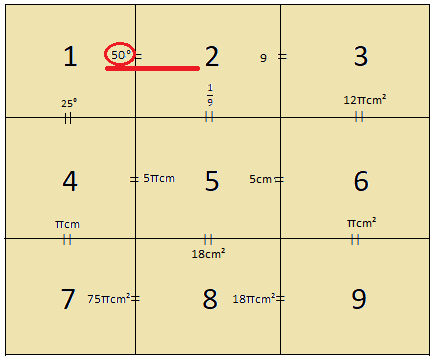 1 50° = 2 9 = 3
25° 1/9 12πcm²
4 = 5πcm 5 5cm = 6
πcm 18cm² πcm²
7 75πcm² = 8 18πcm² = 9